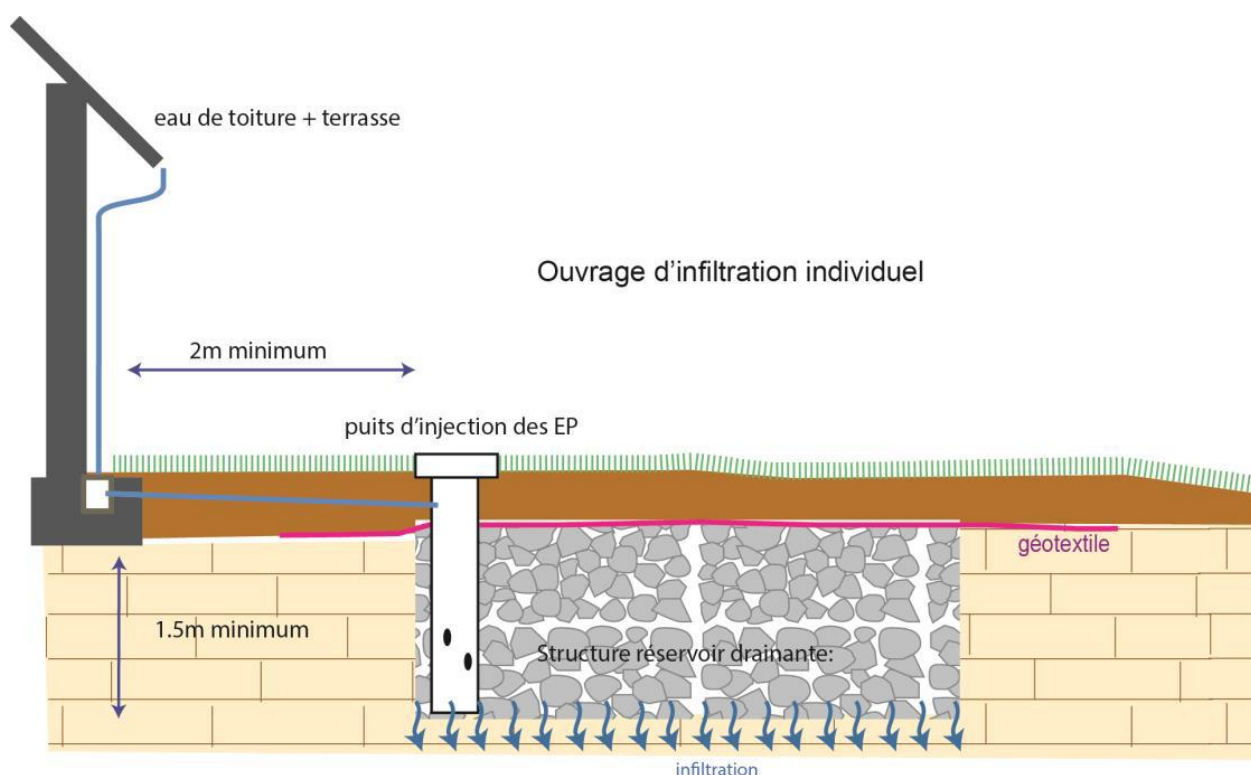 eau de toiture + terrasse
Ouvrage d'infiltration individuel
2m minimum
puits d'injection des EP
géotextile
1.5m minimum
Structure réservoir drainante:
infiltration